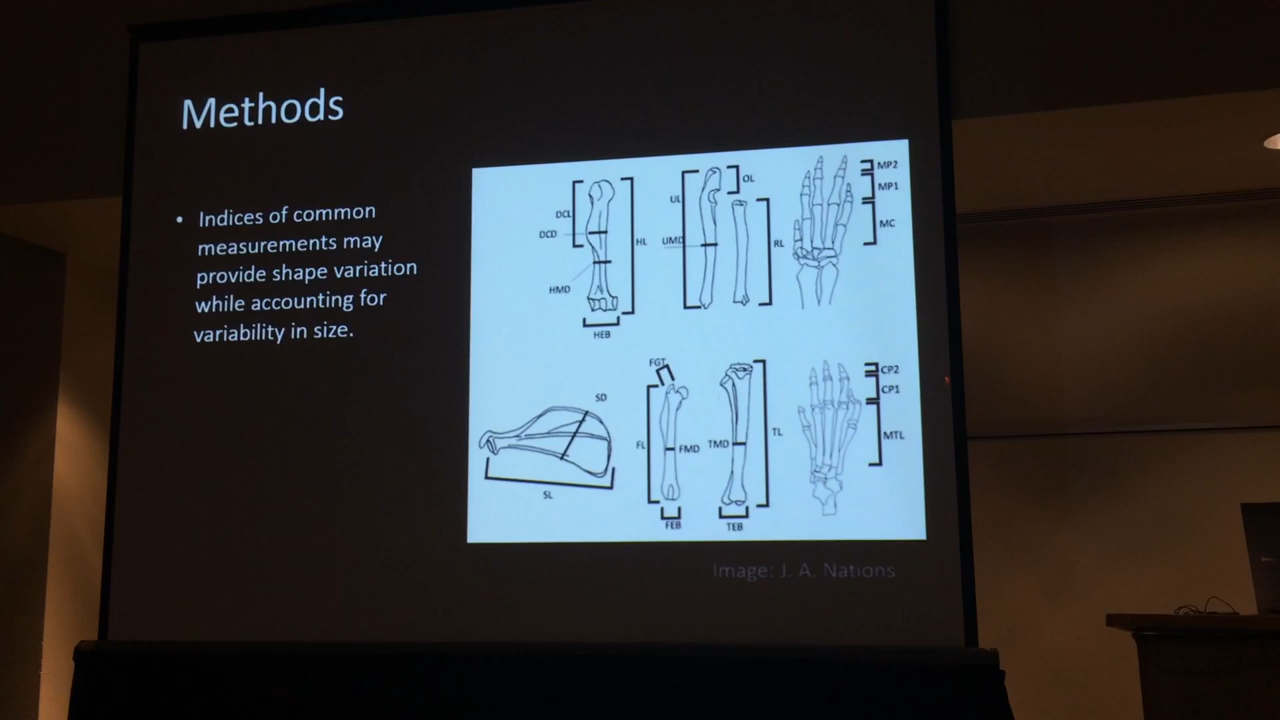 Methods
• Indices of common
measurements may
provide shape variation
while accounting for
variability in size.
DCL
DCD
HMD
HL
HEB
UL
OL
UMD
RL
MP2
MP1
MC
SD
SL
FGT
FL
FMD
FEB
TMD
TL
TEB
CP2
CP1
MTL
Image: J. A. Nations